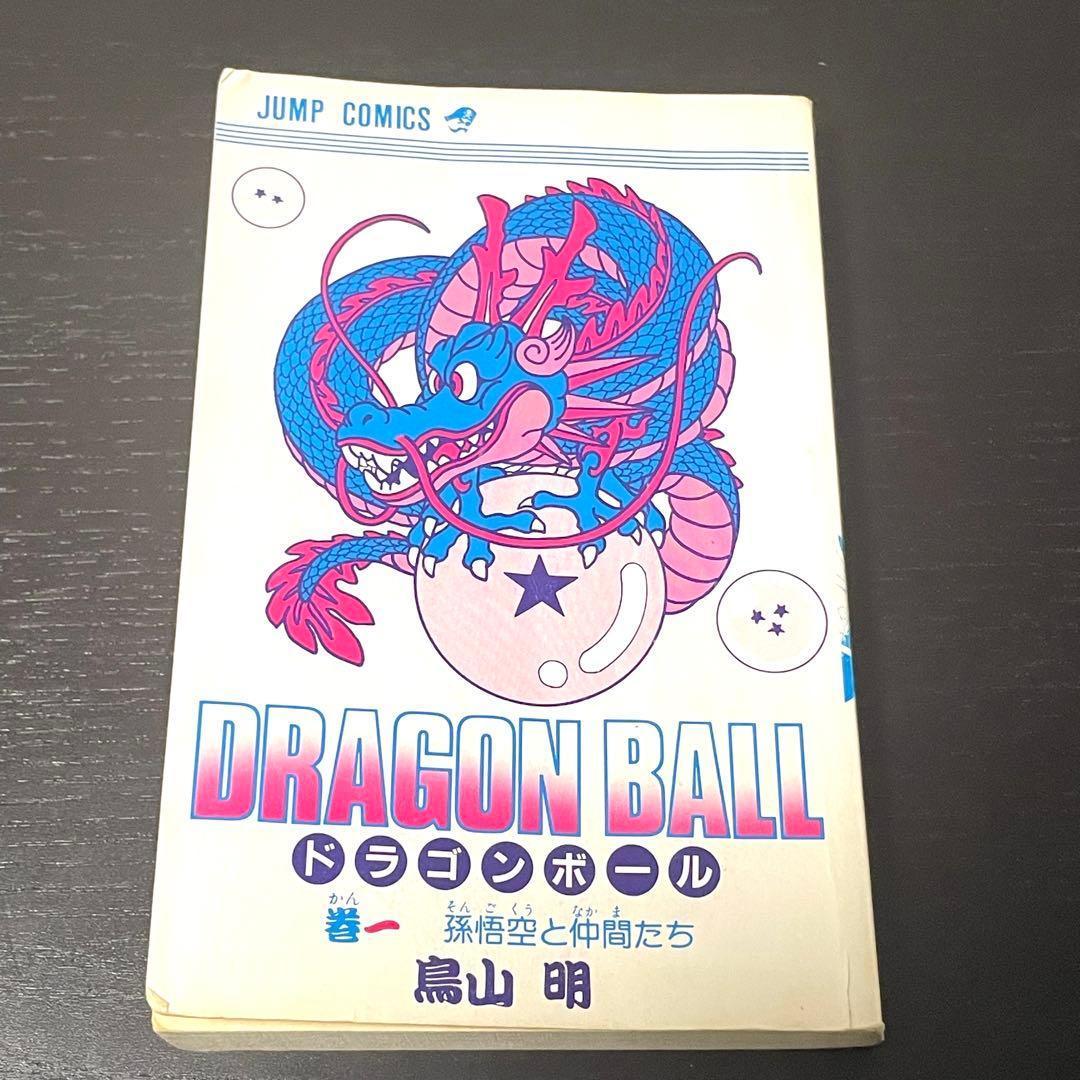 JUMP COMICS
DRAGON BALL
ドラゴンボール
かん そん ご くう なか ま
巻一 孫悟空と仲間たち
鳥山 明